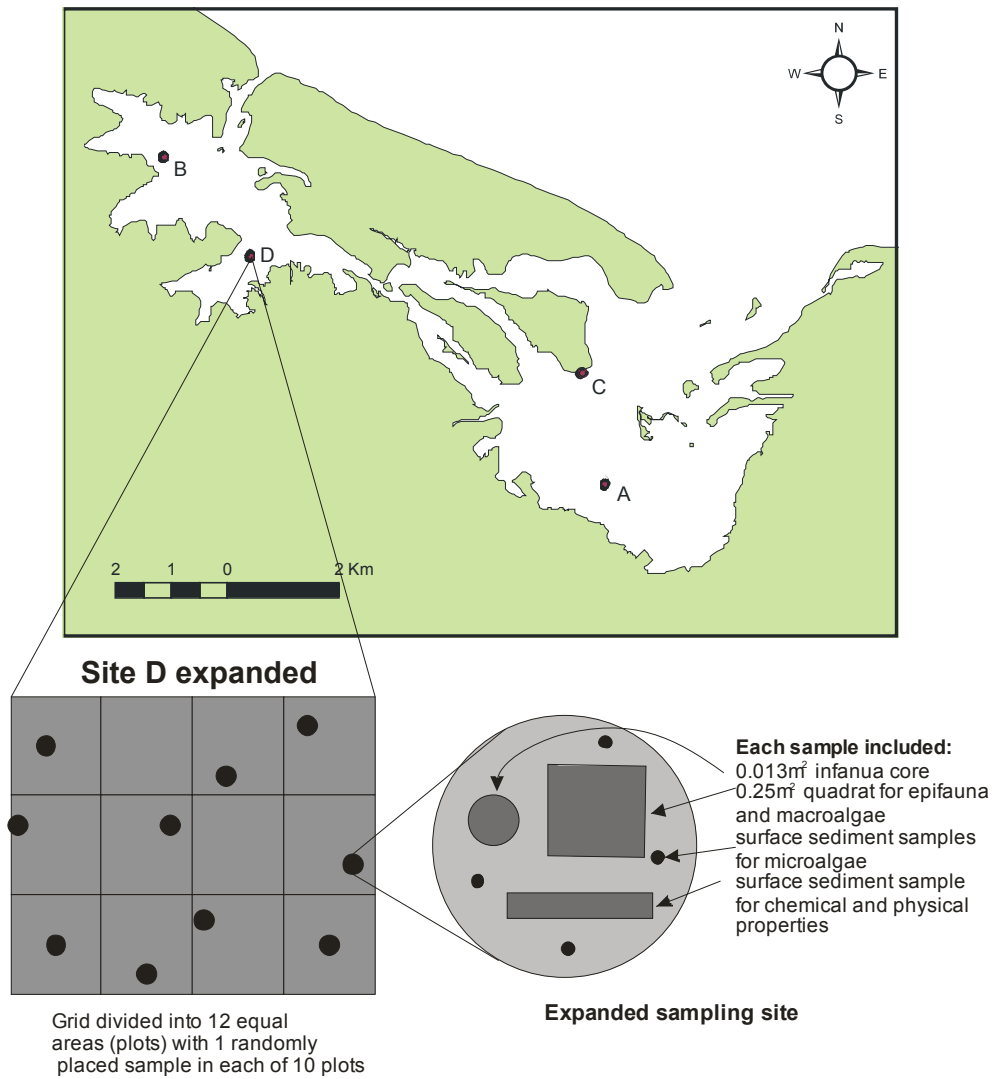 N
W E
S
B
D
C
A
2 1 0 2 Km
Site D expanded
Each sample included:
0.013m² infanua core
0.25m² quadrat for epifauna
and macroalgae
surface sediment samples
for microalgae
surface sediment sample
for chemical and physical
properties
Expanded sampling site
Grid divided into 12 equal
areas (plots) with 1 randomly
placed sample in each of 10 plots